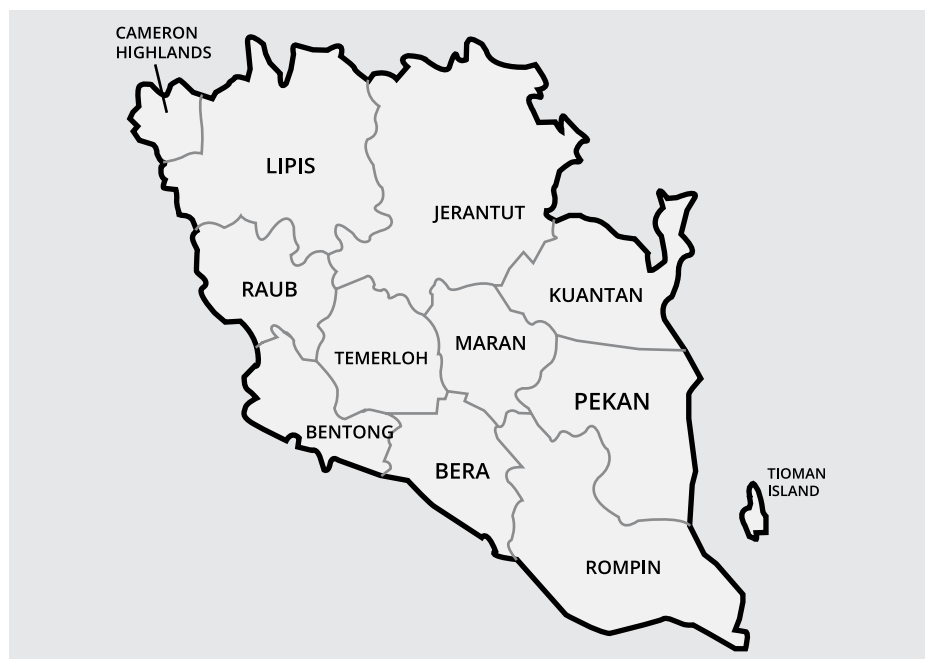 CAMERON
HIGHLANDS
LIPIS
JERANTUT
RAUB
KUANTAN
MARAN
TEMERLOH
PEKAN
BENTONG
BERA
TIOMAN
ISLAND
ROMPIN